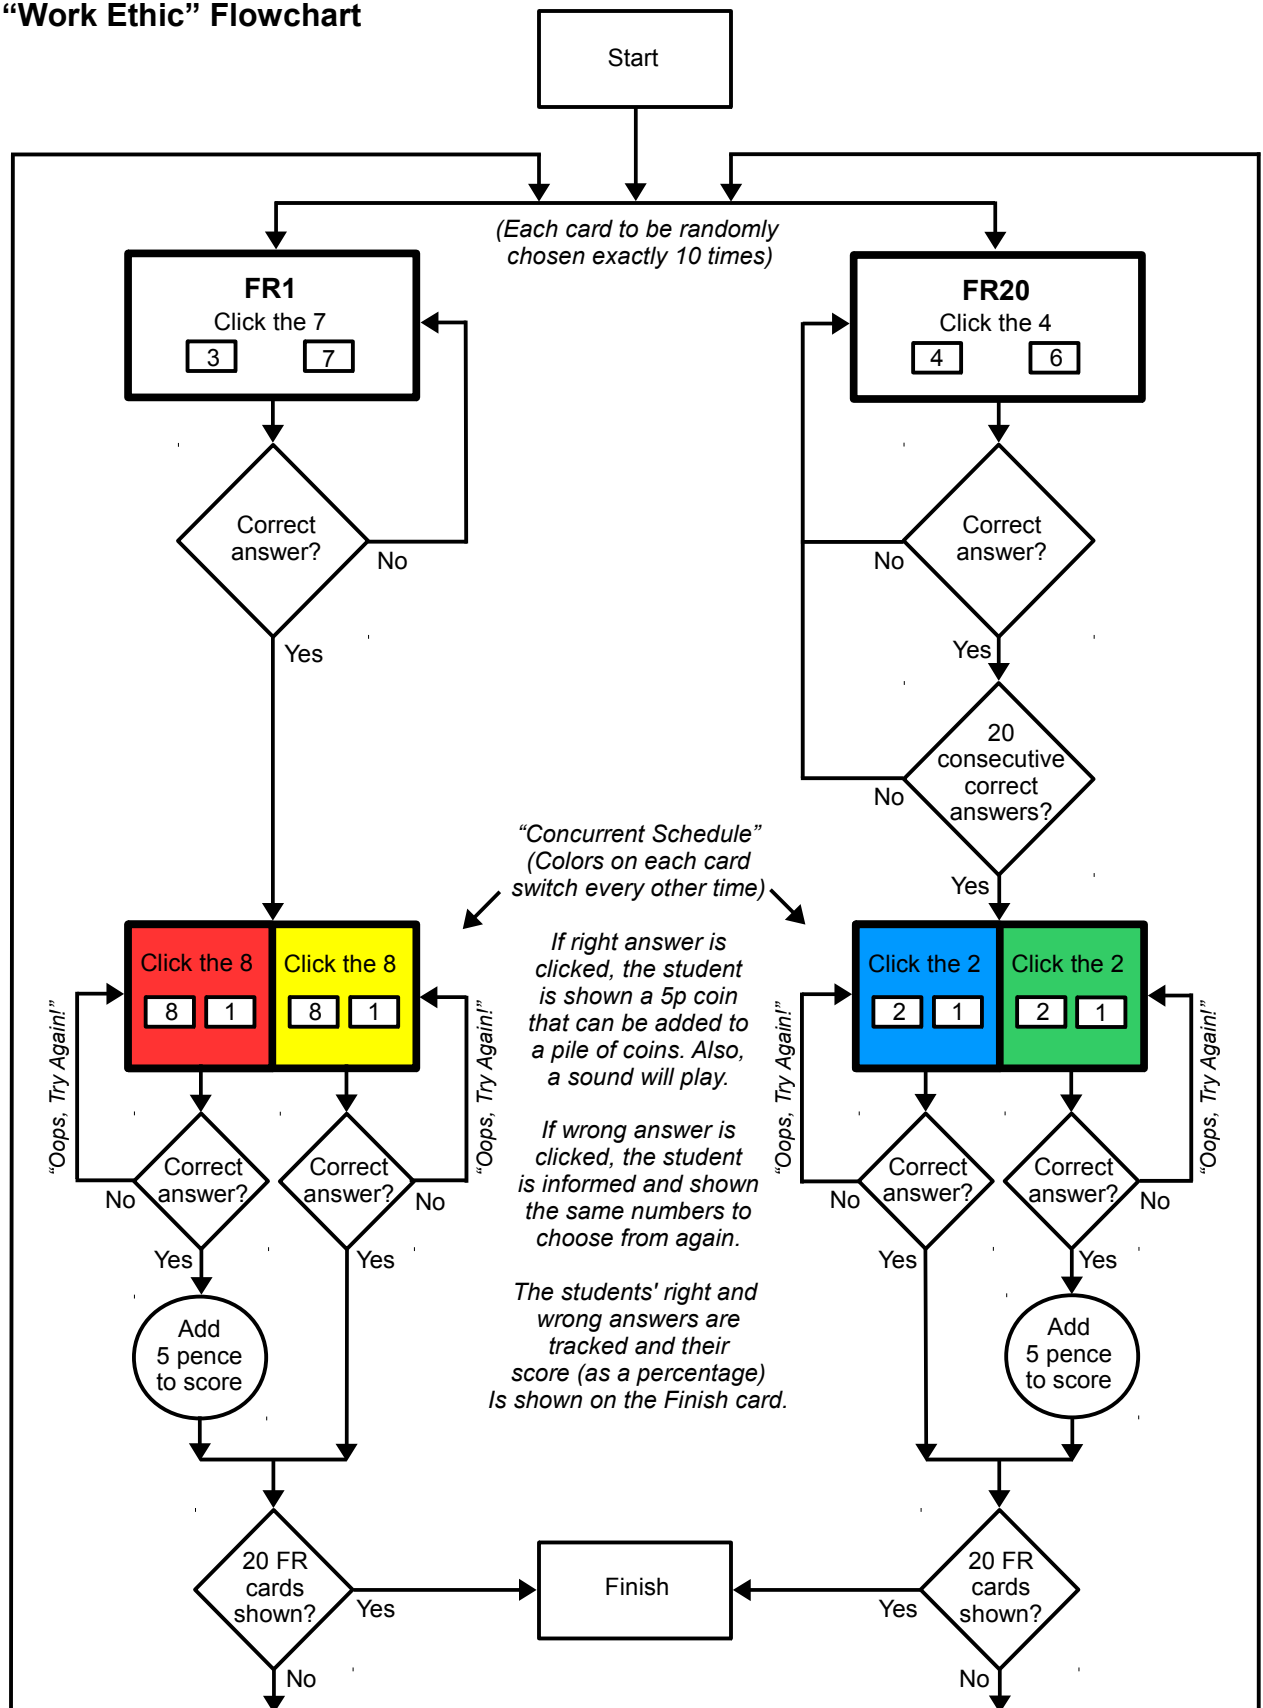 “Work Ethic” Flowchart
Start
(Each card to be randomly
chosen exactly 10 times)
FR1
Click the 7
3 7
FR20
Click the 4
4 6
Correct
answer?
No
Yes
Correct
answer?
No
Yes
20
consecutive
correct
answers?
No
Yes
“Concurrent Schedule”
(Colors on each card
switch every other time)
If right answer is
clicked, the student
is shown a 5p coin
that can be added to
a pile of coins. Also,
a sound will play.
If wrong answer is
clicked, the student
is informed and shown
the same numbers to
choose from again.
The students' right and
wrong answers are
tracked and their
score (as a percentage)
Is shown on the Finish card.
Click the 8
8 1
Click the 8
8 1
“Oops, Try Again!”
“Oops, Try Again!”
Correct
answer?
No
Yes
Correct
answer?
No
Yes
Add
5 pence
to score
20 FR
cards
shown?
Yes
No
Click the 2
2 1
Click the 2
2 1
“Oops, Try Again!”
“Oops, Try Again!”
Correct
answer?
No
Yes
Correct
answer?
No
Yes
Add
5 pence
to score
20 FR
cards
shown?
Yes
No
Finish